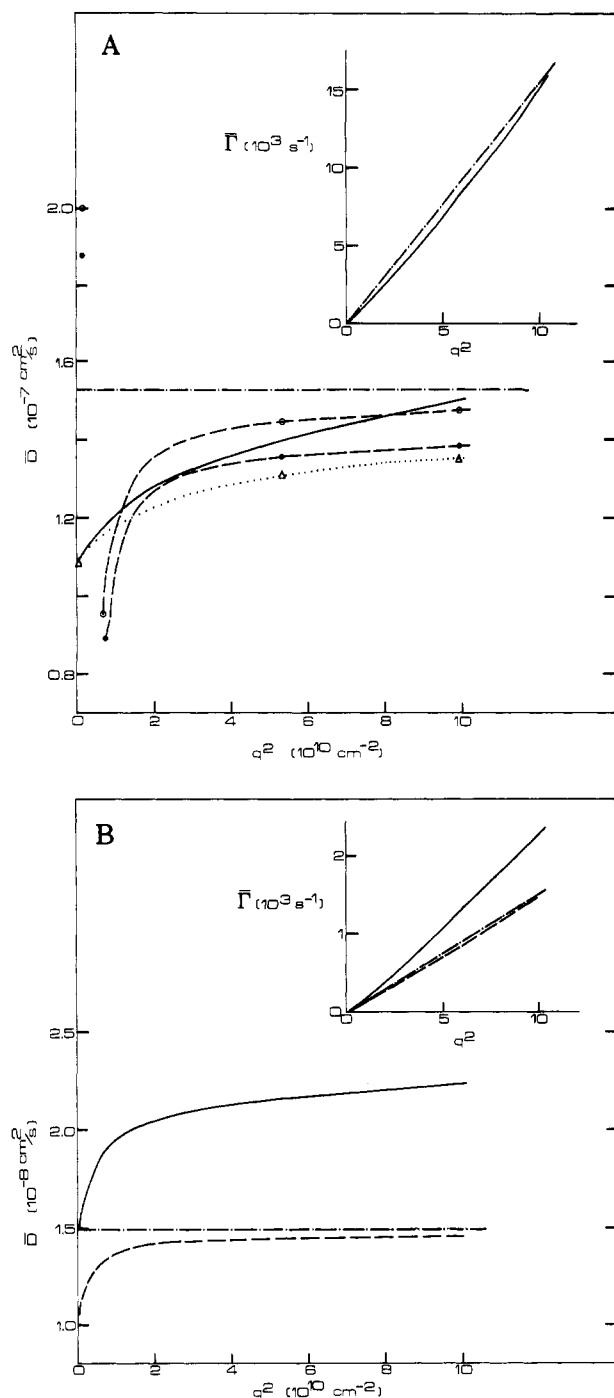 A
15
Γ̅ (10³ s⁻¹)
10
5
0
0 5 10
q²
2.0
1.6
1.2
0.8
D̅ (10⁻⁷ cm²/s)
0 2 4 6 8 10
q² (10¹⁰ cm⁻²)
B
2
Γ̅ (10³ s⁻¹)
1
0
0 5 10
q²
2.5
2.0
1.5
1.0
D̅ (10⁻⁸ cm²/s)
0 2 4 6 8 10
q² (10¹⁰ cm⁻²)